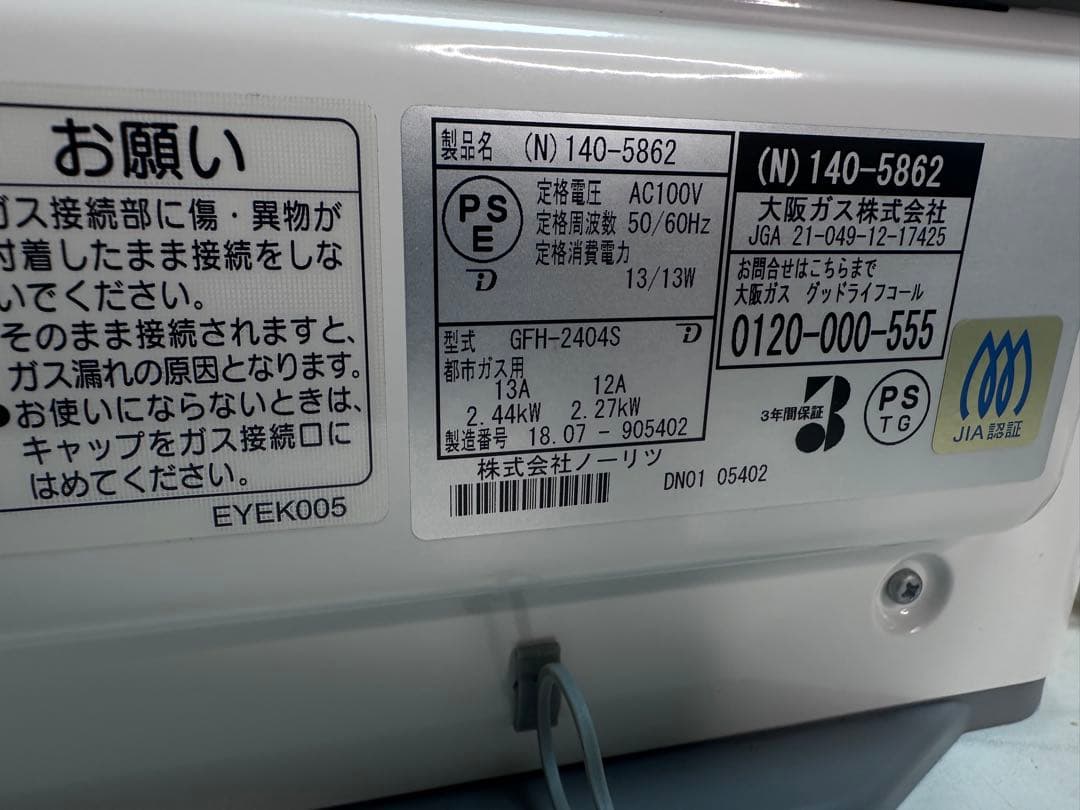 お願い
ガス接続部に傷・異物が
付着したまま接続をしな
いでください。
そのまま接続されますと、
ガス漏れの原因となります。
●お使いにならないときは、
キャップをガス接続口に
はめてください。
EYEK005
製品名 (N)140-5862
PS
E
定格電圧 AC100V
定格周波数 50/60Hz
定格消費電力
13/13W
型式 GFH-2404S
都市ガス用
13A 12A
2.44kW 2.27kW
製造番号 18.07 - 905402
株式会社ノーリツ
DN01 05402
(N)140-5862
大阪ガス株式会社
JGA 21-049-12-17425
お問合せはこちらまで
大阪ガス グッドライフコール
0120-000-555
3年間保証
3
PS
TG
JIA認証